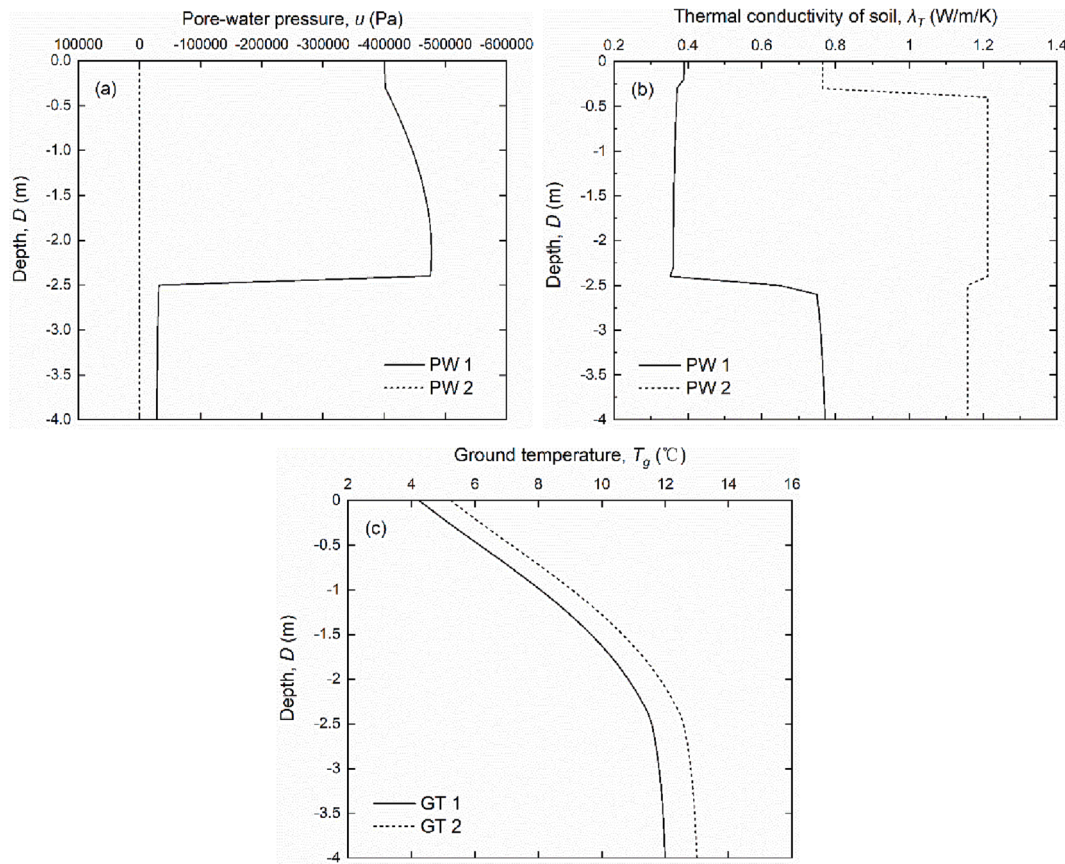 Pore-water pressure, u (Pa)
100000 0 -100000 -200000 -300000 -400000 -500000 -600000
0.0
(a)
-0.5
-1.0
-1.5
Depth, D (m)
-2.0
-2.5
-3.0
PW 1
-3.5
PW 2
-4.0
Thermal conductivity of soil, λT (W/m/K)
0.2 0.4 0.6 0.8 1 1.2 1.4
0
(b)
-0.5
-1
-1.5
Depth, D (m)
-2
-2.5
-3
PW 1
-3.5
PW 2
-4
Ground temperature, Tg (℃)
2 4 6 8 10 12 14 16
0
(c)
-0.5
-1
-1.5
Depth, D (m)
-2
-2.5
-3
-3.5
GT 1
GT 2
-4